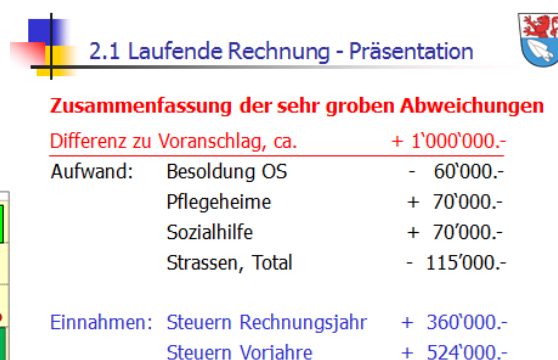 2.1 Laufende Rechnung - Präsentation
Zusammenfassung der sehr groben Abweichungen
Differenz zu Voranschlag, ca. + 1`000`000.-
Aufwand: Besoldung OS - 60`000.-
Pflegeheime + 70`000.-
Sozialhilfe + 70’000.-
Strassen, Total - 115’000.-
Einnahmen: Steuern Rechnungsjahr + 360`000.-
Steuern Vorjahre + 524`000.-